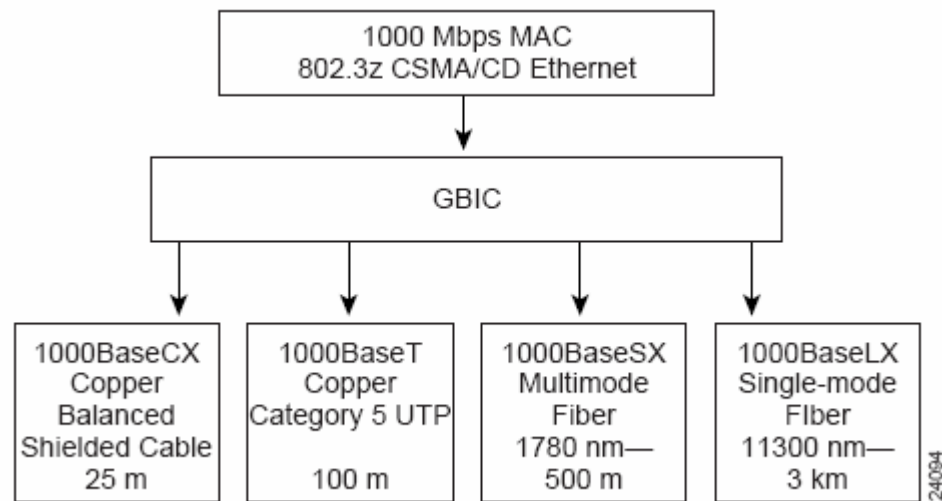 1000 Mbps MAC
802.3z CSMA/CD Ethernet
GBIC
1000BaseCX
Copper
Balanced
Shielded Cable
25 m
1000BaseT
Copper
Category 5 UTP
100 m
1000BaseSX
Multimode
Fiber
1780 nm—
500 m
1000BaseLX
Single-mode
FIber
11300 nm—
3 km
24094